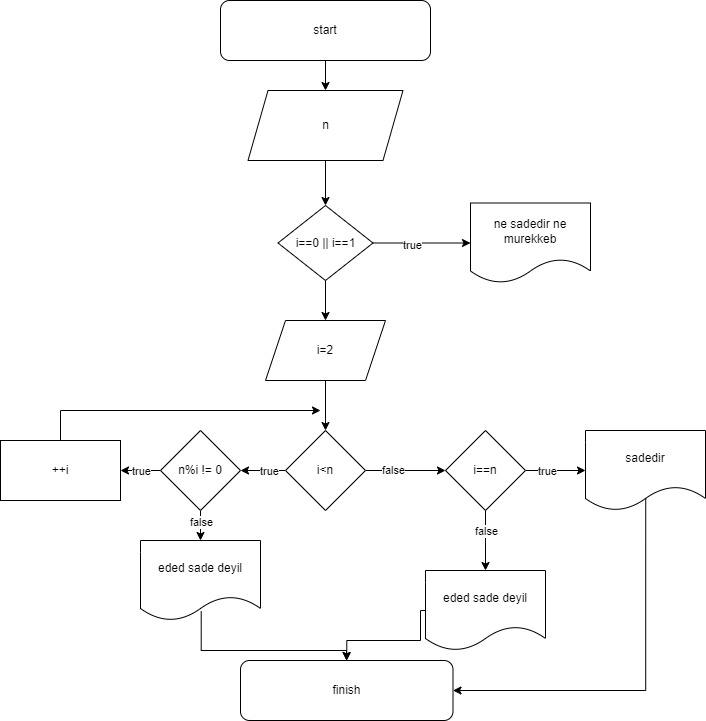 start
n
i==0 || i==1
true
ne sadedir ne
murekkeb
i=2
++i
true
n%i != 0
true
i<n
false
i==n
true
sadedir
false
false
eded sade deyil
eded sade deyil
finish